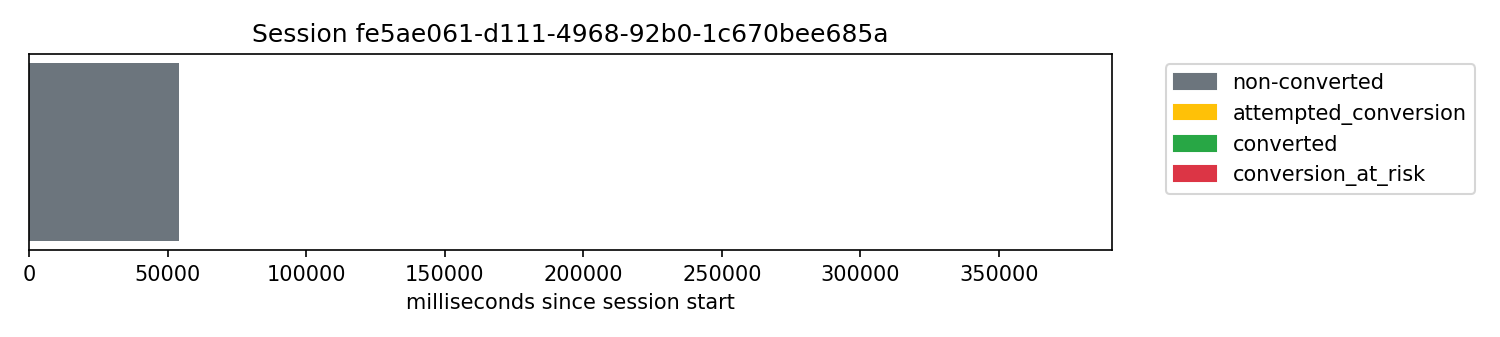 Session fe5ae061-d111-4968-92b0-1c670bee685a
non-converted
attempted_conversion
converted
conversion_at_risk
0 50000 100000 150000 200000 250000 300000 350000
milliseconds since session start